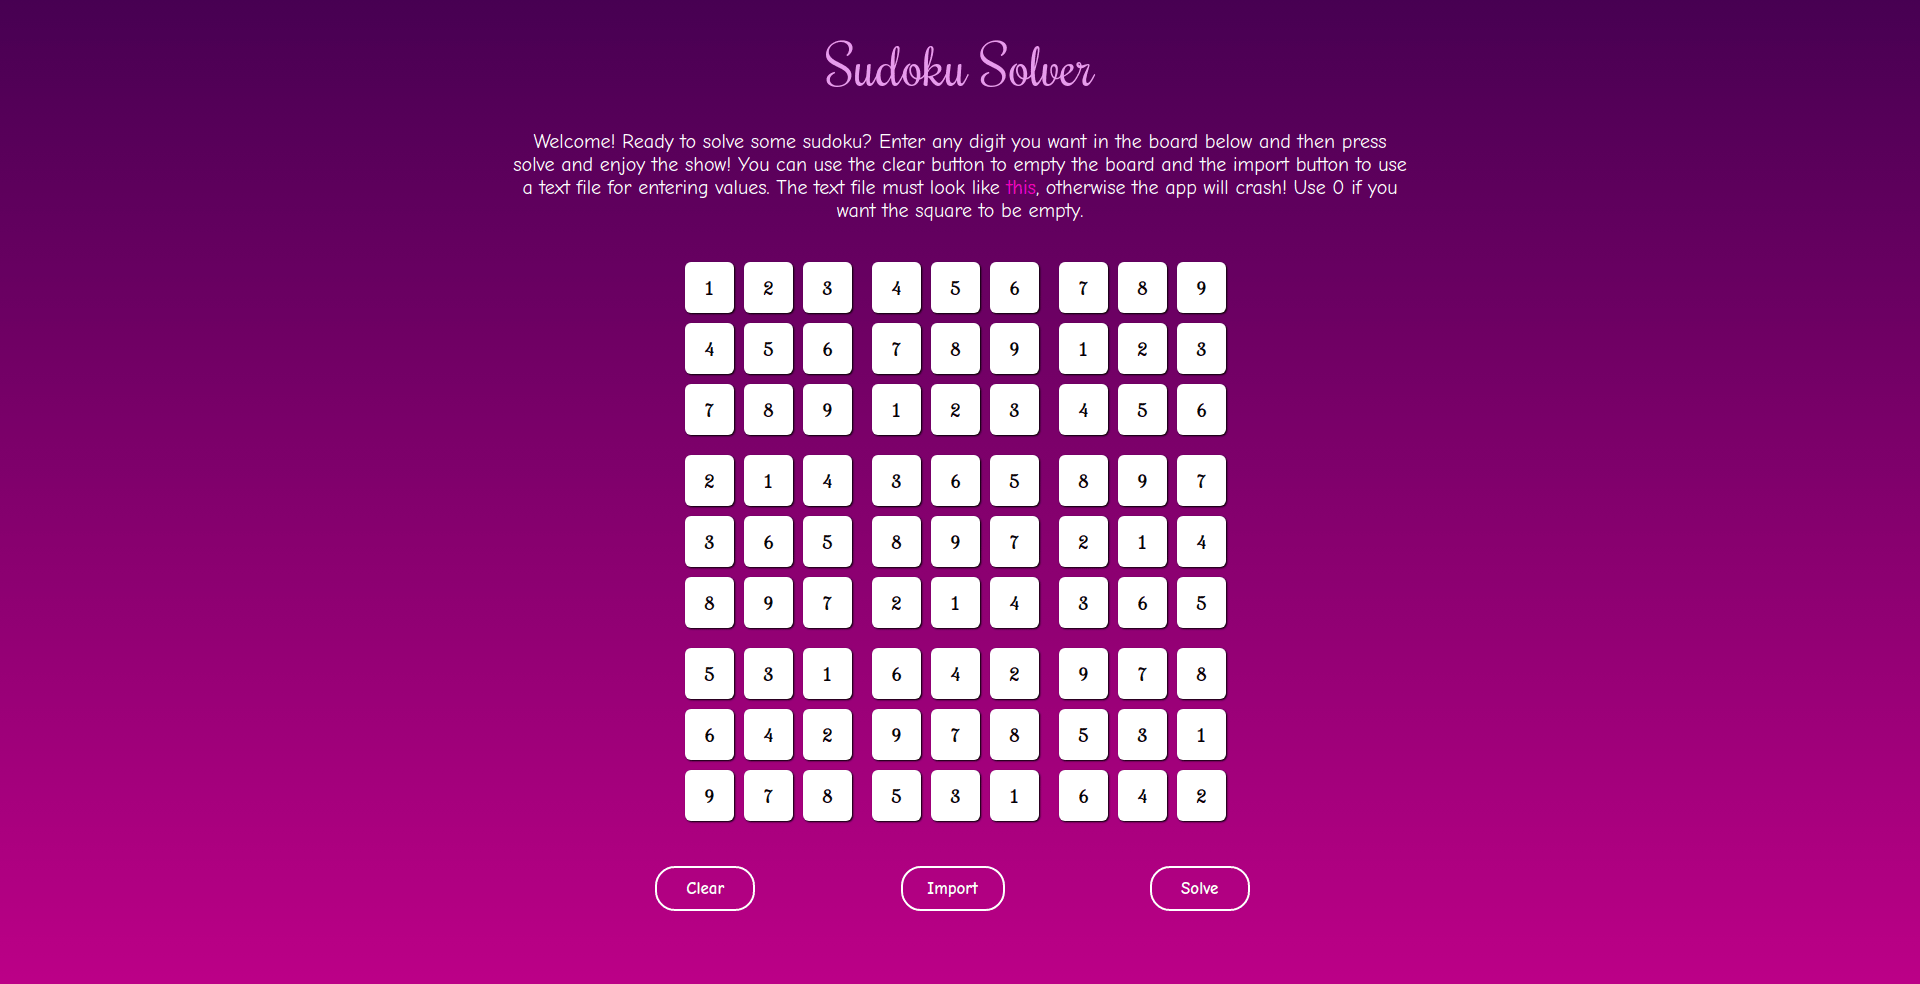 Sudoku Solver
Welcome! Ready to solve some sudoku? Enter any digit you want in the board below and then press
solve and enjoy the show! You can use the clear button to empty the board and the import button to use
a text file for entering values. The text file must look like this, otherwise the app will crash! Use 0 if you
want the square to be empty.
1 2 3 4 5 6 7 8 9
4 5 6 7 8 9 1 2 3
7 8 9 1 2 3 4 5 6
2 1 4 3 6 5 8 9 7
3 6 5 8 9 7 2 1 4
8 9 7 2 1 4 3 6 5
5 3 1 6 4 2 9 7 8
6 4 2 9 7 8 5 3 1
9 7 8 5 3 1 6 4 2
Clear Import Solve